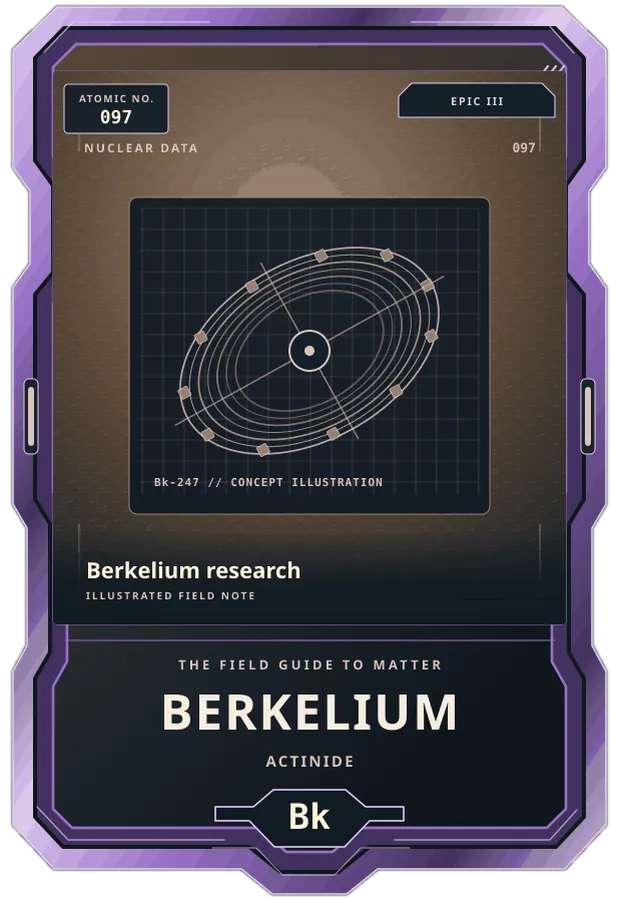 ATOMIC NO.
097
EPIC III
NUCLEAR DATA
097
Bk-247 // CONCEPT ILLUSTRATION
Berkelium research
ILLUSTRATED FIELD NOTE
THE FIELD GUIDE TO MATTER
BERKELIUM
ACTINIDE
Bk